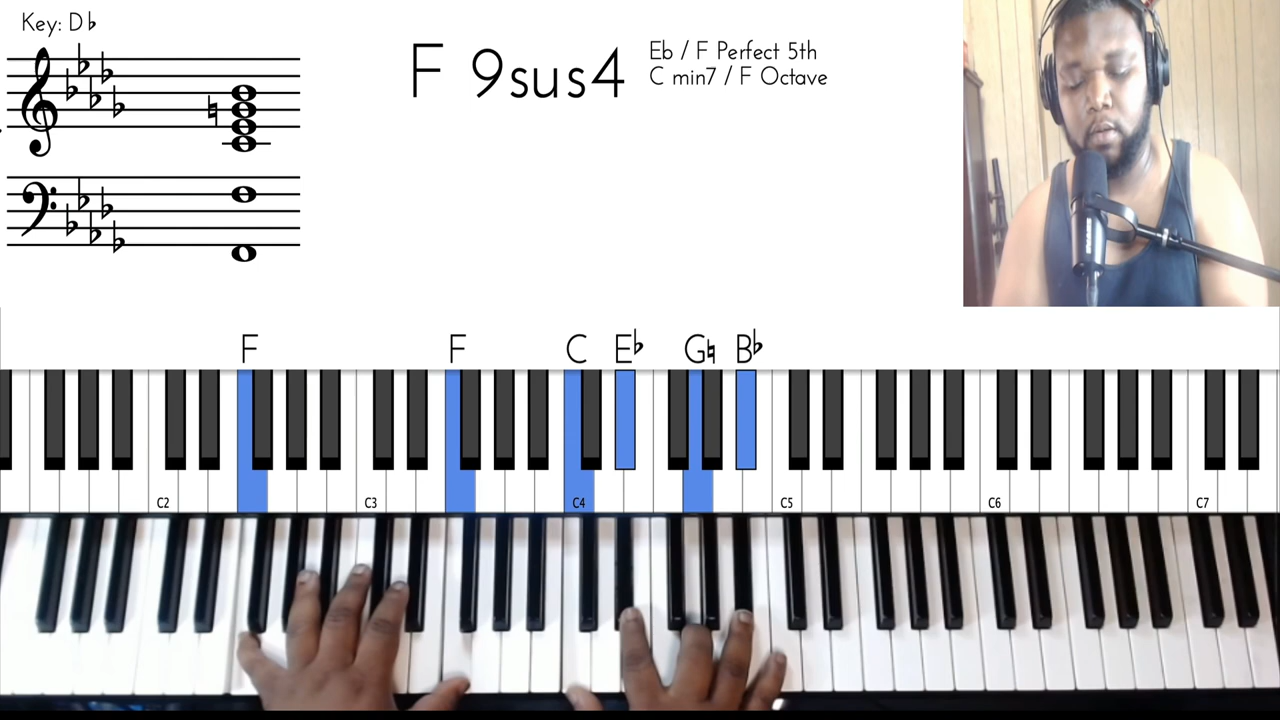 Key: D♭
F 9sus4
Eb / F Perfect 5th
C min7 / F Octave
F F C E♭ G♮ B♭
C2 C3 C4 C5 C6 C7